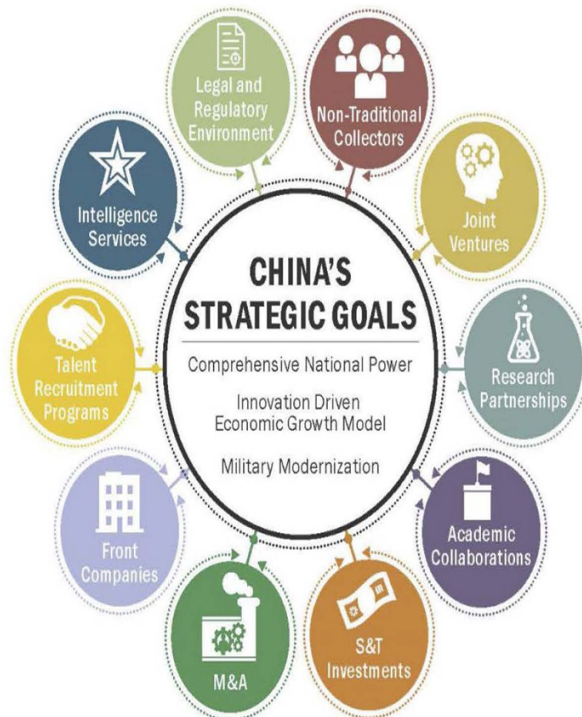 CHINA'S
STRATEGIC GOALS
Comprehensive National Power
Innovation Driven
Economic Growth Model
Military Modernization
Legal and
Regulatory
Environment
Non-Traditional
Collectors
Joint
Ventures
Research
Partnerships
Academic
Collaborations
S&T
Investments
M&A
Front
Companies
Talent
Recruitment
Programs
Intelligence
Services